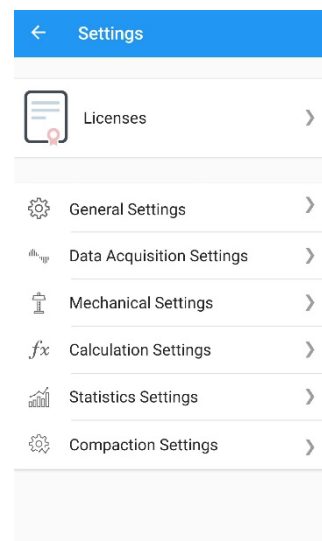 Settings
Licenses
General Settings
Data Acquisition Settings
Mechanical Settings
fx Calculation Settings
Statistics Settings
Compaction Settings